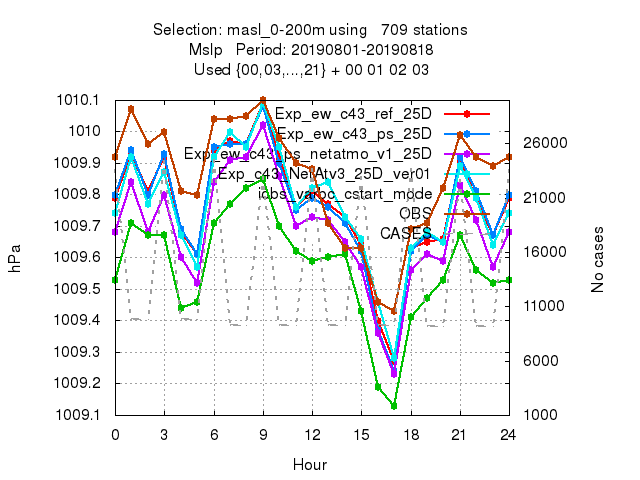 Selection: masl_0-200m using 709 stations
Mslp Period: 20190801-20190818
Used {00,03,...,21} + 00 01 02 03
1010.1
1010
1009.9
1009.8
1009.7
1009.6
1009.5
1009.4
1009.3
1009.2
1009.1
hPa
Exp_ew_c43_ref_25D
Exp_ew_c43_ps_25D
Exp_ew_c43_ps_netatmo_v1_25D
Exp_c43_NetAtv3_25D_ver01
obs_varbc_cstart_mode
OBS
CASES
26000
21000
16000
11000
6000
1000
No cases
0 3 6 9 12 15 18 21 24
Hour